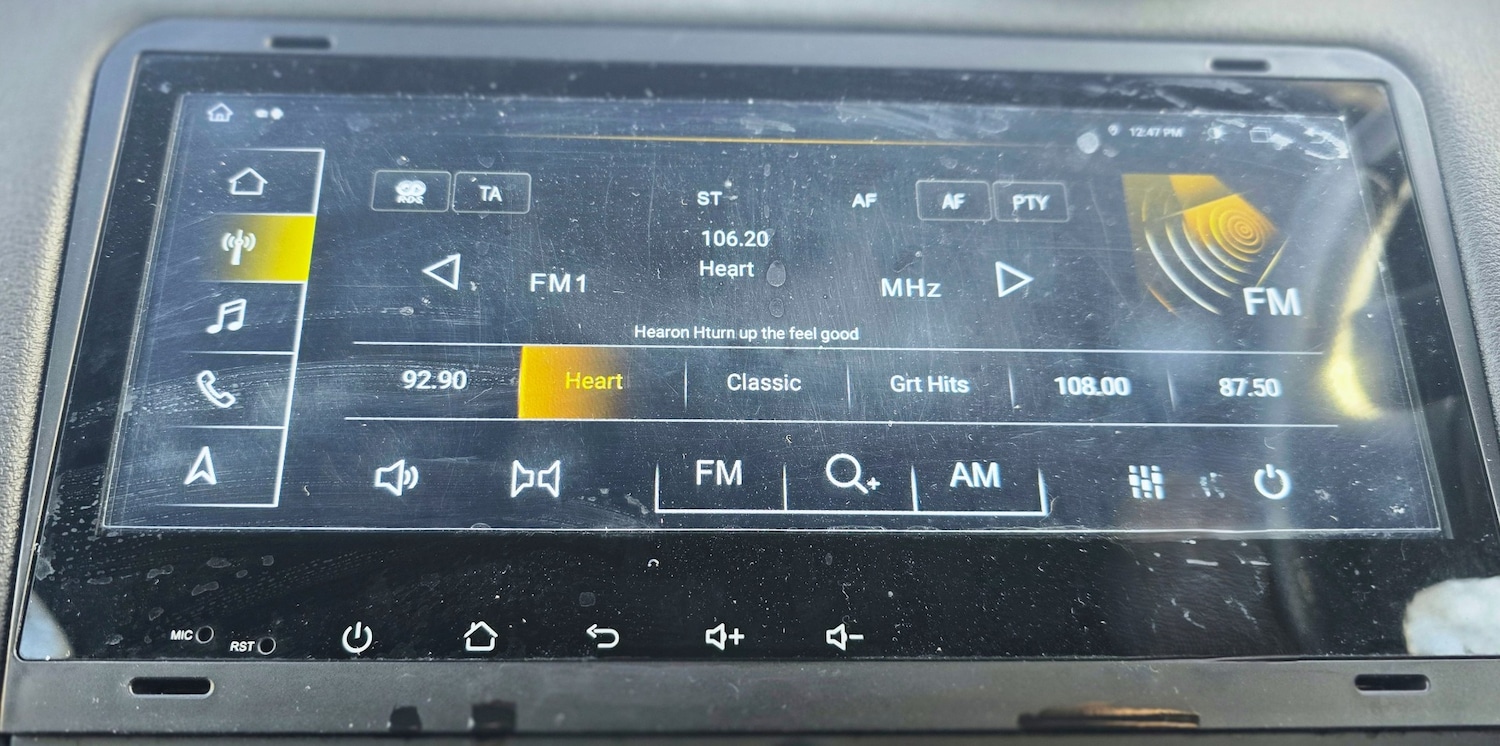 12:47 PM
RDS TA ST AF AF PTY
106.20
Heart
FM1 MHz
FM
Hearon Hturn up the feel good
92.90 Heart Classic Grt Hits 108.00 87.50
FM AM
MIC RST